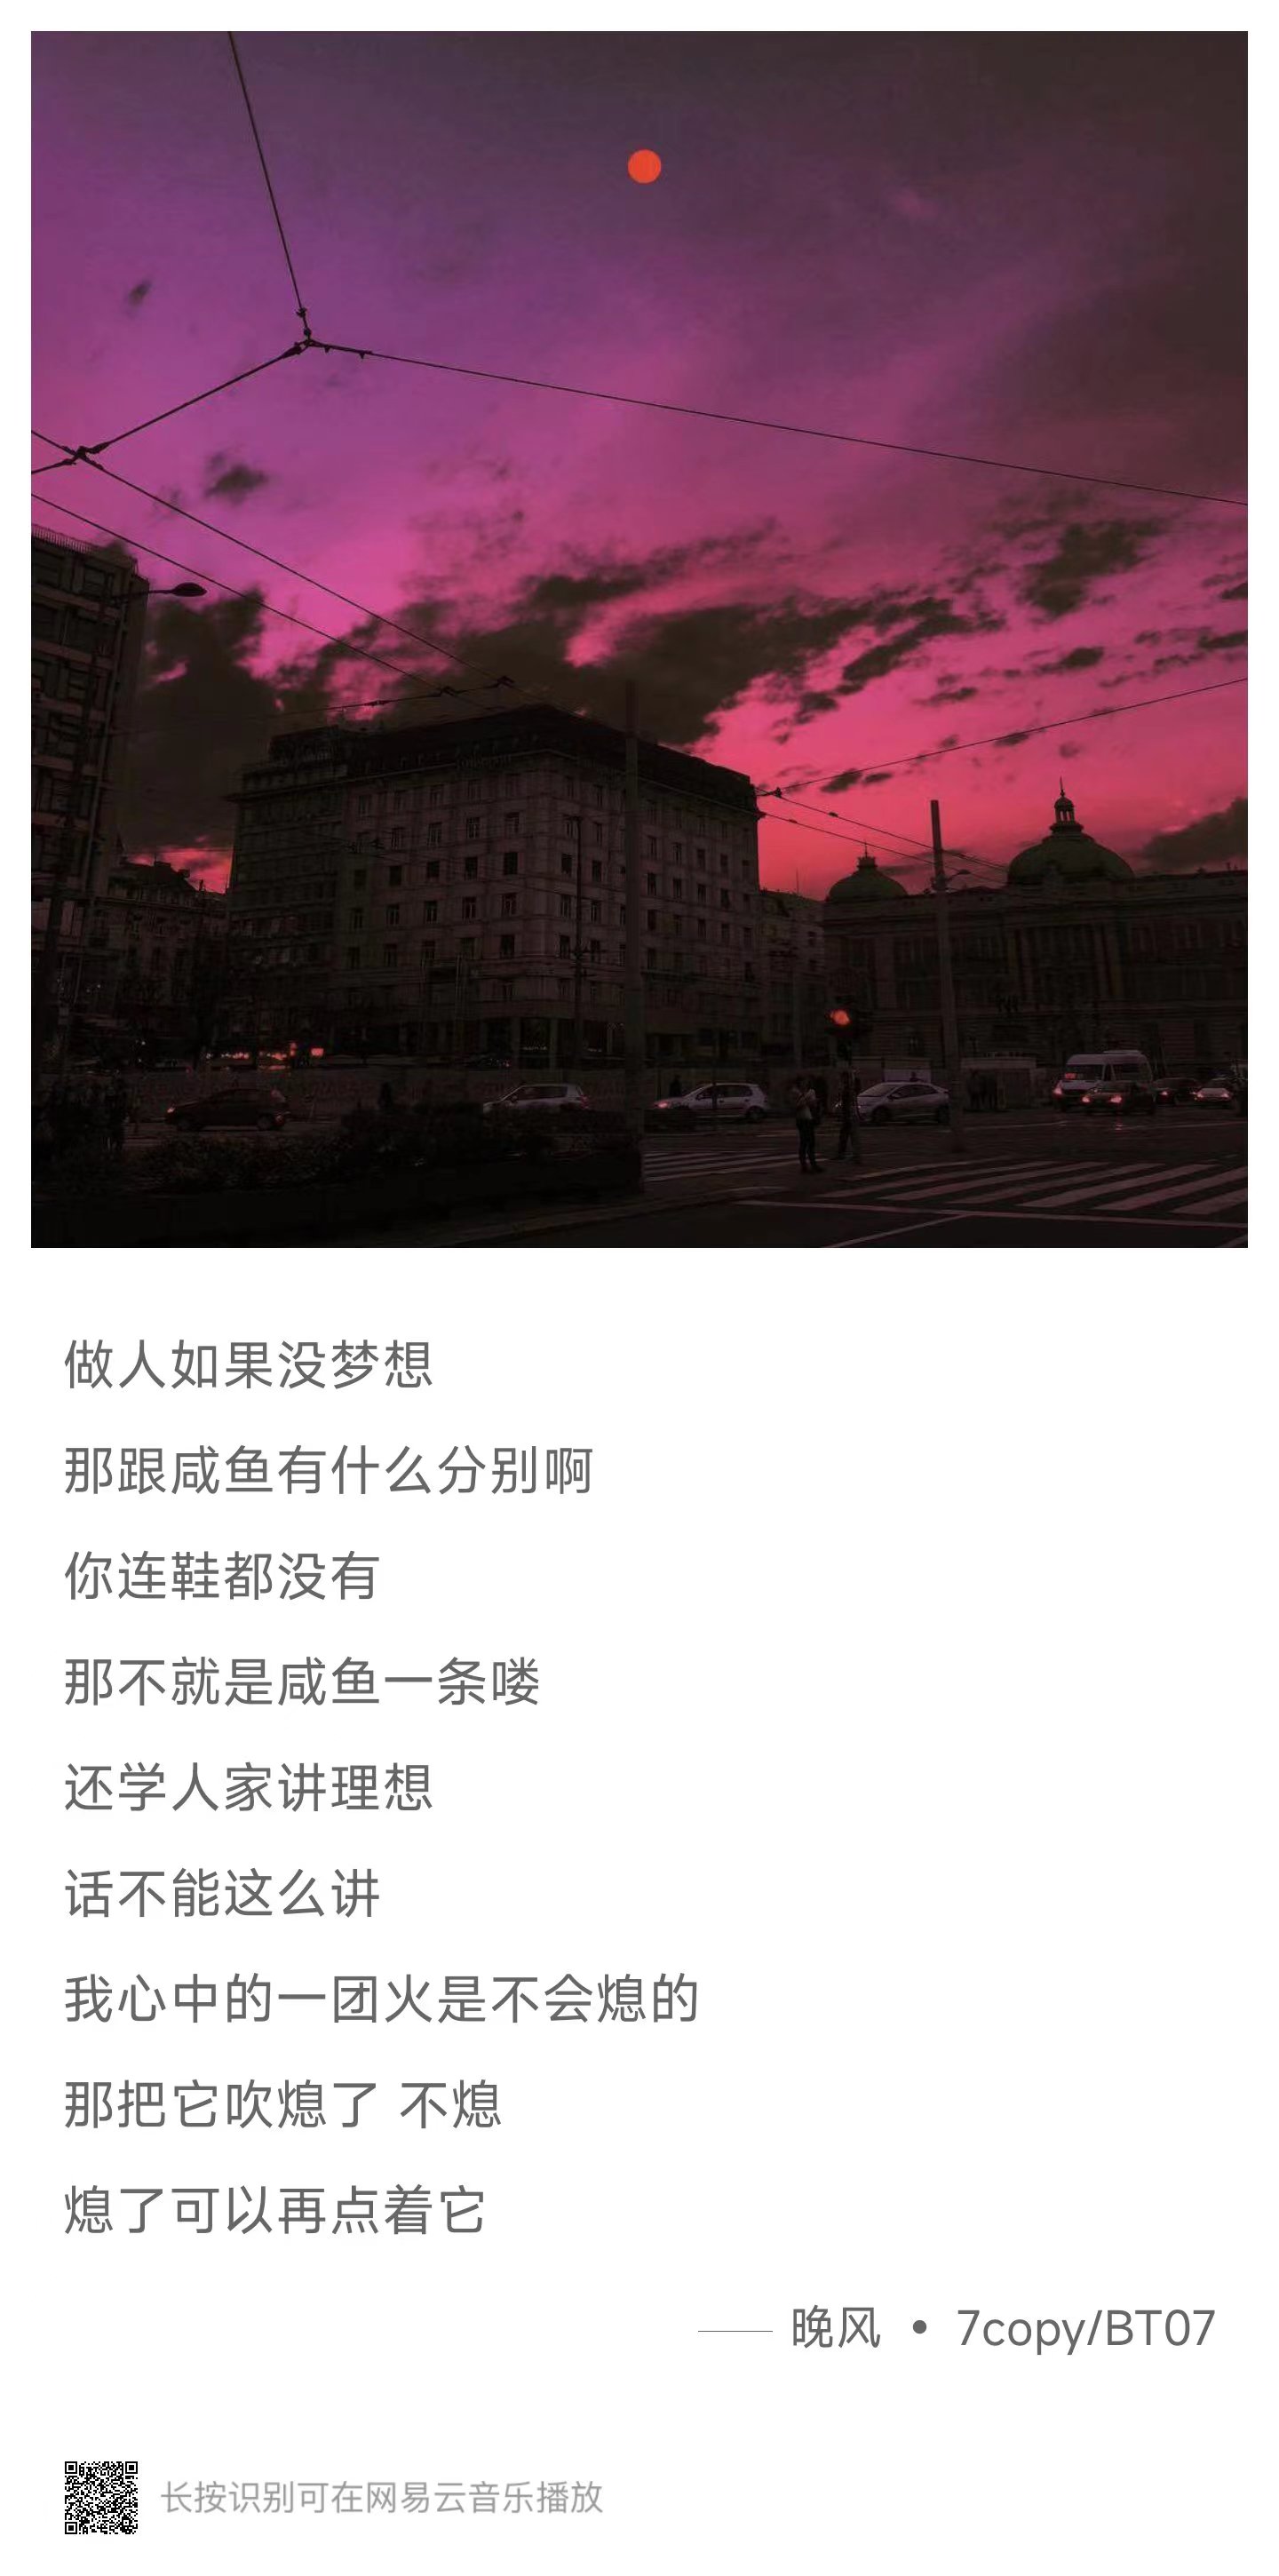 做人如果没梦想
那跟咸鱼有什么分别啊
你连鞋都没有
那不就是咸鱼一条喽
还学人家讲理想
话不能这么讲
我心中的一团火是不会熄的
那把它吹熄了 不熄
熄了可以再点着它
—— 晚风 • 7copy/BT07
长按识别可在网易云音乐播放